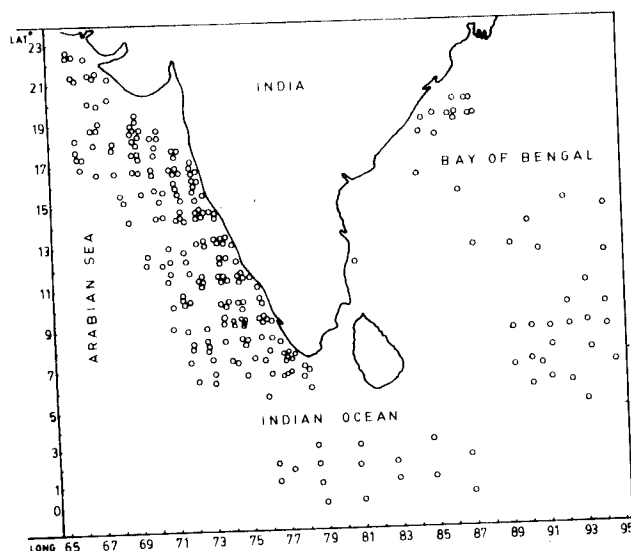 LAT°
23
21
19
17
15
13
11
9
7
5
3
1
0
INDIA
BAY OF BENGAL
ARABIAN SEA
INDIAN OCEAN
LONG 65 67 69 71 73 75 77 79 81 83 85 87 89 91 93 95